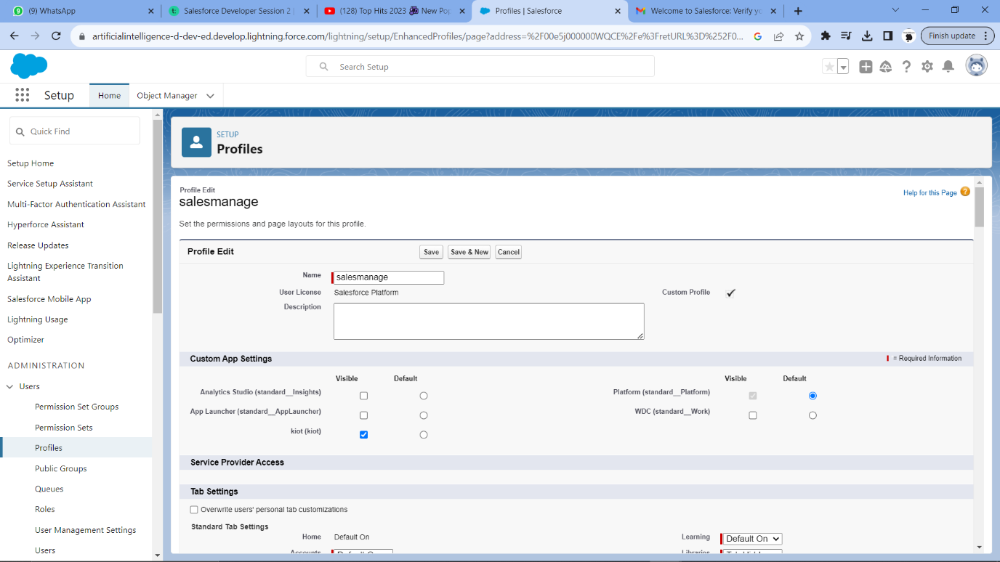 (9) WhatsApp
Salesforce Developer Session 2 |
(128) Top Hits 2023 🎧 New Pop
Profiles | Salesforce
Welcome to Salesforce: Verify yo
artificialintelligence-d-dev-ed.develop.lightning.force.com/lightning/setup/EnhancedProfiles/page?address=%2F00e5j000000WQCE%2Fe%3FretURL%3D%252F0...
Finish update
Search Setup
Setup
Home
Object Manager
Quick Find
Setup Home
Service Setup Assistant
Multi-Factor Authentication Assistant
Hyperforce Assistant
Release Updates
Lightning Experience Transition
Assistant
Salesforce Mobile App
Lightning Usage
Optimizer
ADMINISTRATION
Users
Permission Set Groups
Permission Sets
Profiles
Public Groups
Queues
Roles
User Management Settings
Users
SETUP
Profiles
Profile Edit
salesmanage
Help for this Page
Set the permissions and page layouts for this profile.
Profile Edit
Save
Save & New
Cancel
Name salesmanage
User License Salesforce Platform
Custom Profile
Description
Custom App Settings
= Required Information
Visible Default Visible Default
Analytics Studio (standard__Insights)
Platform (standard__Platform)
App Launcher (standard__AppLauncher)
WDC (standard__Work)
kiot (kiot)
Service Provider Access
Tab Settings
Overwrite users' personal tab customizations
Standard Tab Settings
Home Default On
Learning Default On
Accounts
Libraries